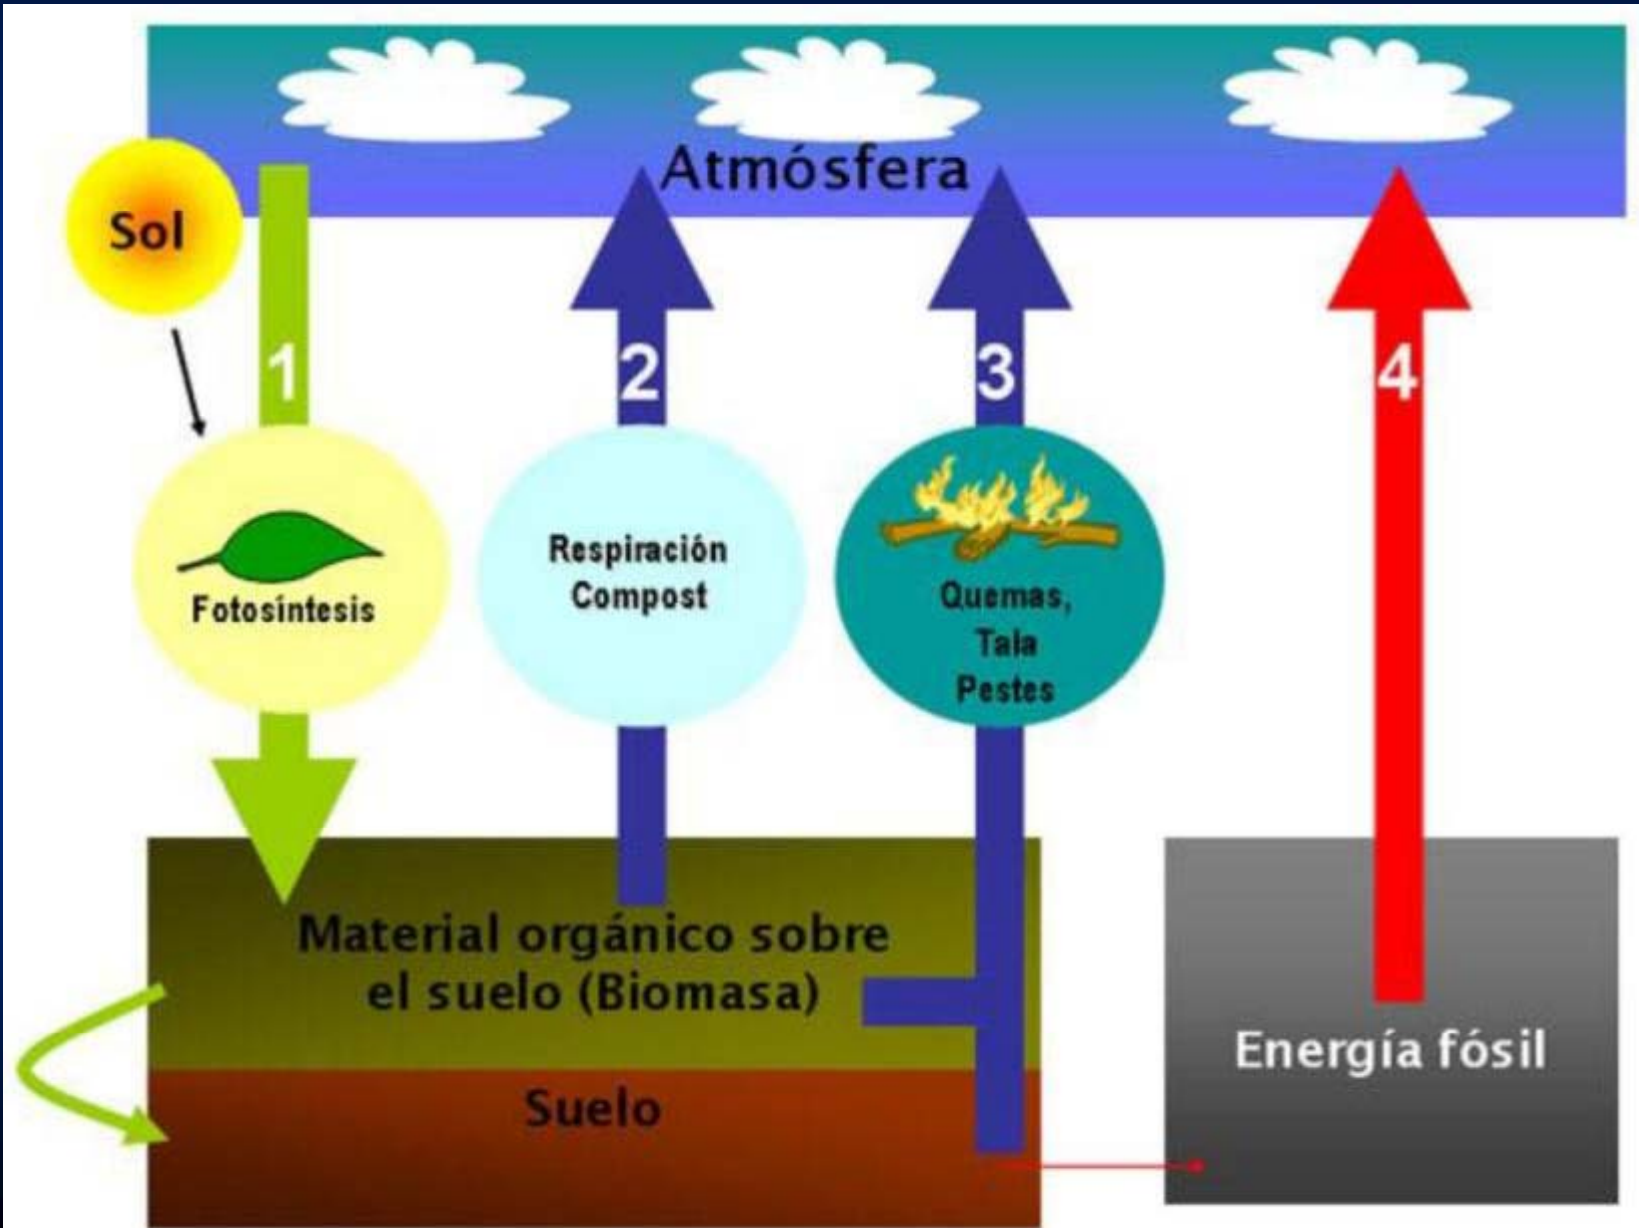 Atmósfera
Sol
1
2
3
4
Fotosíntesis
Respiración
Compost
Quemas,
Tala
Pestes
Material orgánico sobre
el suelo (Biomasa)
Energía fósil
Suelo